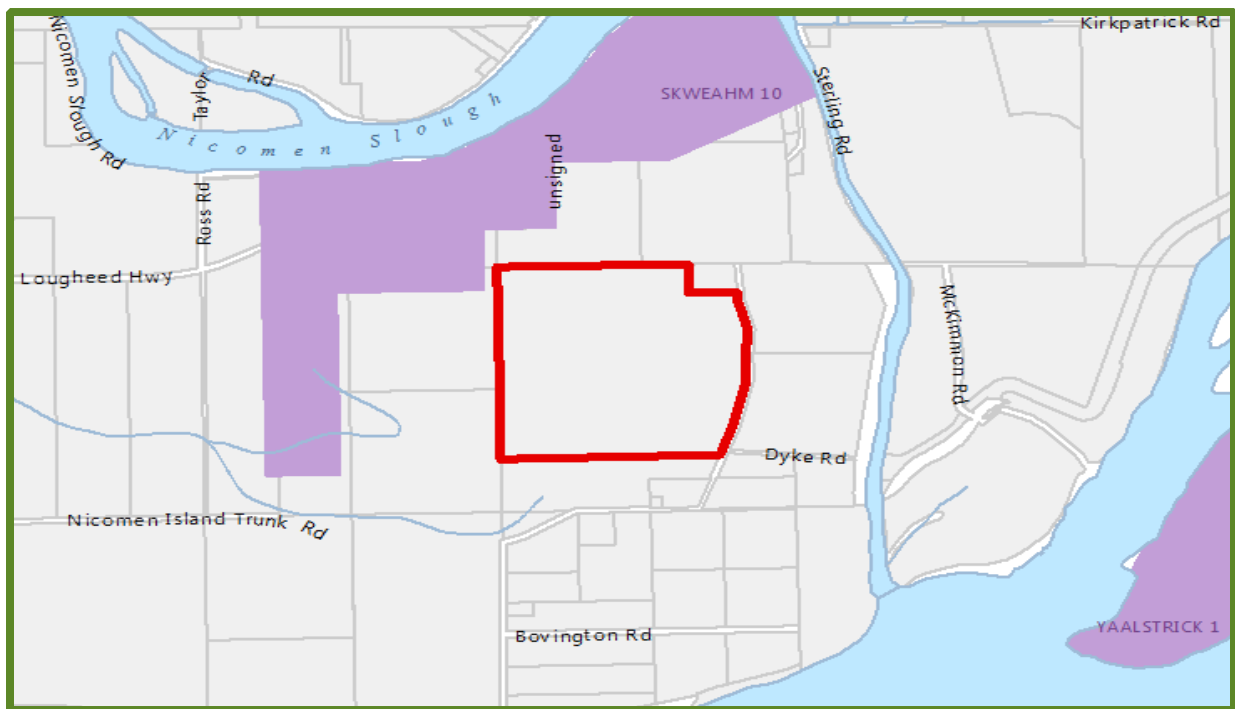 Kirkpatrick Rd
Nicomen Slough Rd
Taylor Rd
Sterling Rd
SKWEAHM 10
Nicomen Slough
unsigned
Ross Rd
Lougheed Hwy
McKimmon Rd
Dyke Rd
Nicomen Island Trunk Rd
Bovington Rd
YAALSTRICK 1